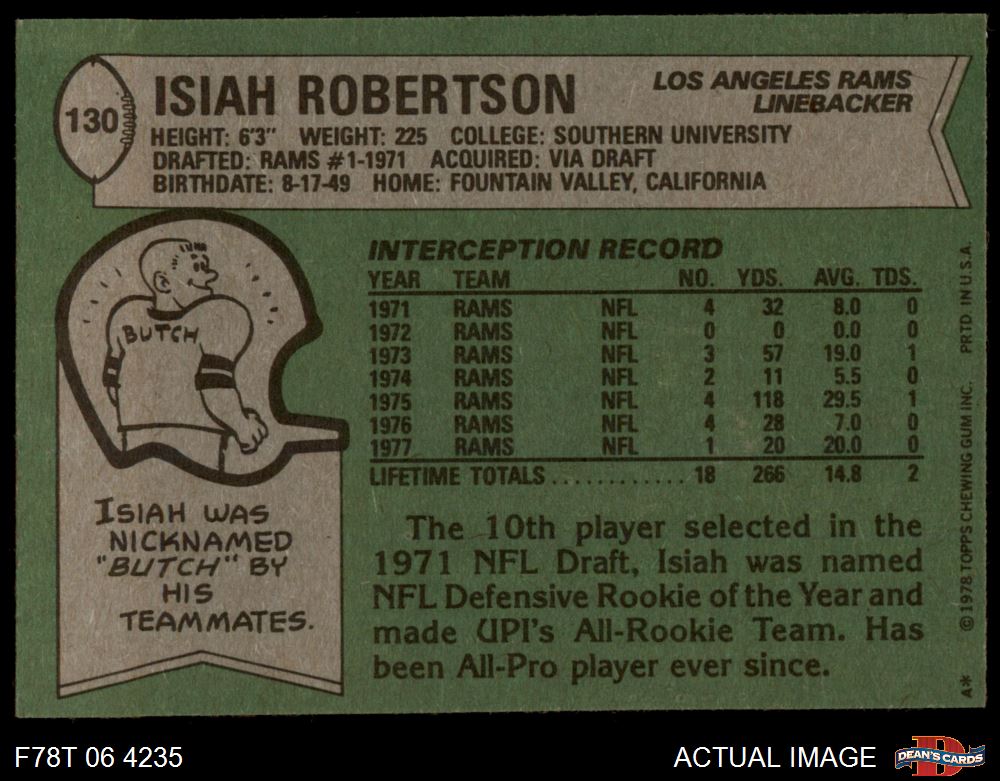 130
ISIAH ROBERTSON
LOS ANGELES RAMS
LINEBACKER
HEIGHT: 6'3" WEIGHT: 225 COLLEGE: SOUTHERN UNIVERSITY
DRAFTED: RAMS #1-1971 ACQUIRED: VIA DRAFT
BIRTHDATE: 8-17-49 HOME: FOUNTAIN VALLEY, CALIFORNIA
BUTCH
ISIAH WAS
NICKNAMED
"BUTCH" BY
HIS
TEAMMATES.
INTERCEPTION RECORD
YEAR TEAM NO. YDS. AVG. TDS.
1971 RAMS NFL 4 32 8.0 0
1972 RAMS NFL 0 0 0.0 0
1973 RAMS NFL 3 57 19.0 1
1974 RAMS NFL 2 11 5.5 0
1975 RAMS NFL 4 118 29.5 1
1976 RAMS NFL 4 28 7.0 0
1977 RAMS NFL 1 20 20.0 0
LIFETIME TOTALS............ 18 266 14.8 2
The 10th player selected in the
1971 NFL Draft, Isiah was named
NFL Defensive Rookie of the Year and
made UPI's All-Rookie Team. Has
been All-Pro player ever since.
A* ©1978 TOPPS CHEWING GUM INC. PRTD IN U.S.A.
F78T 06 4235
ACTUAL IMAGE
D
DEAN'S CARDS